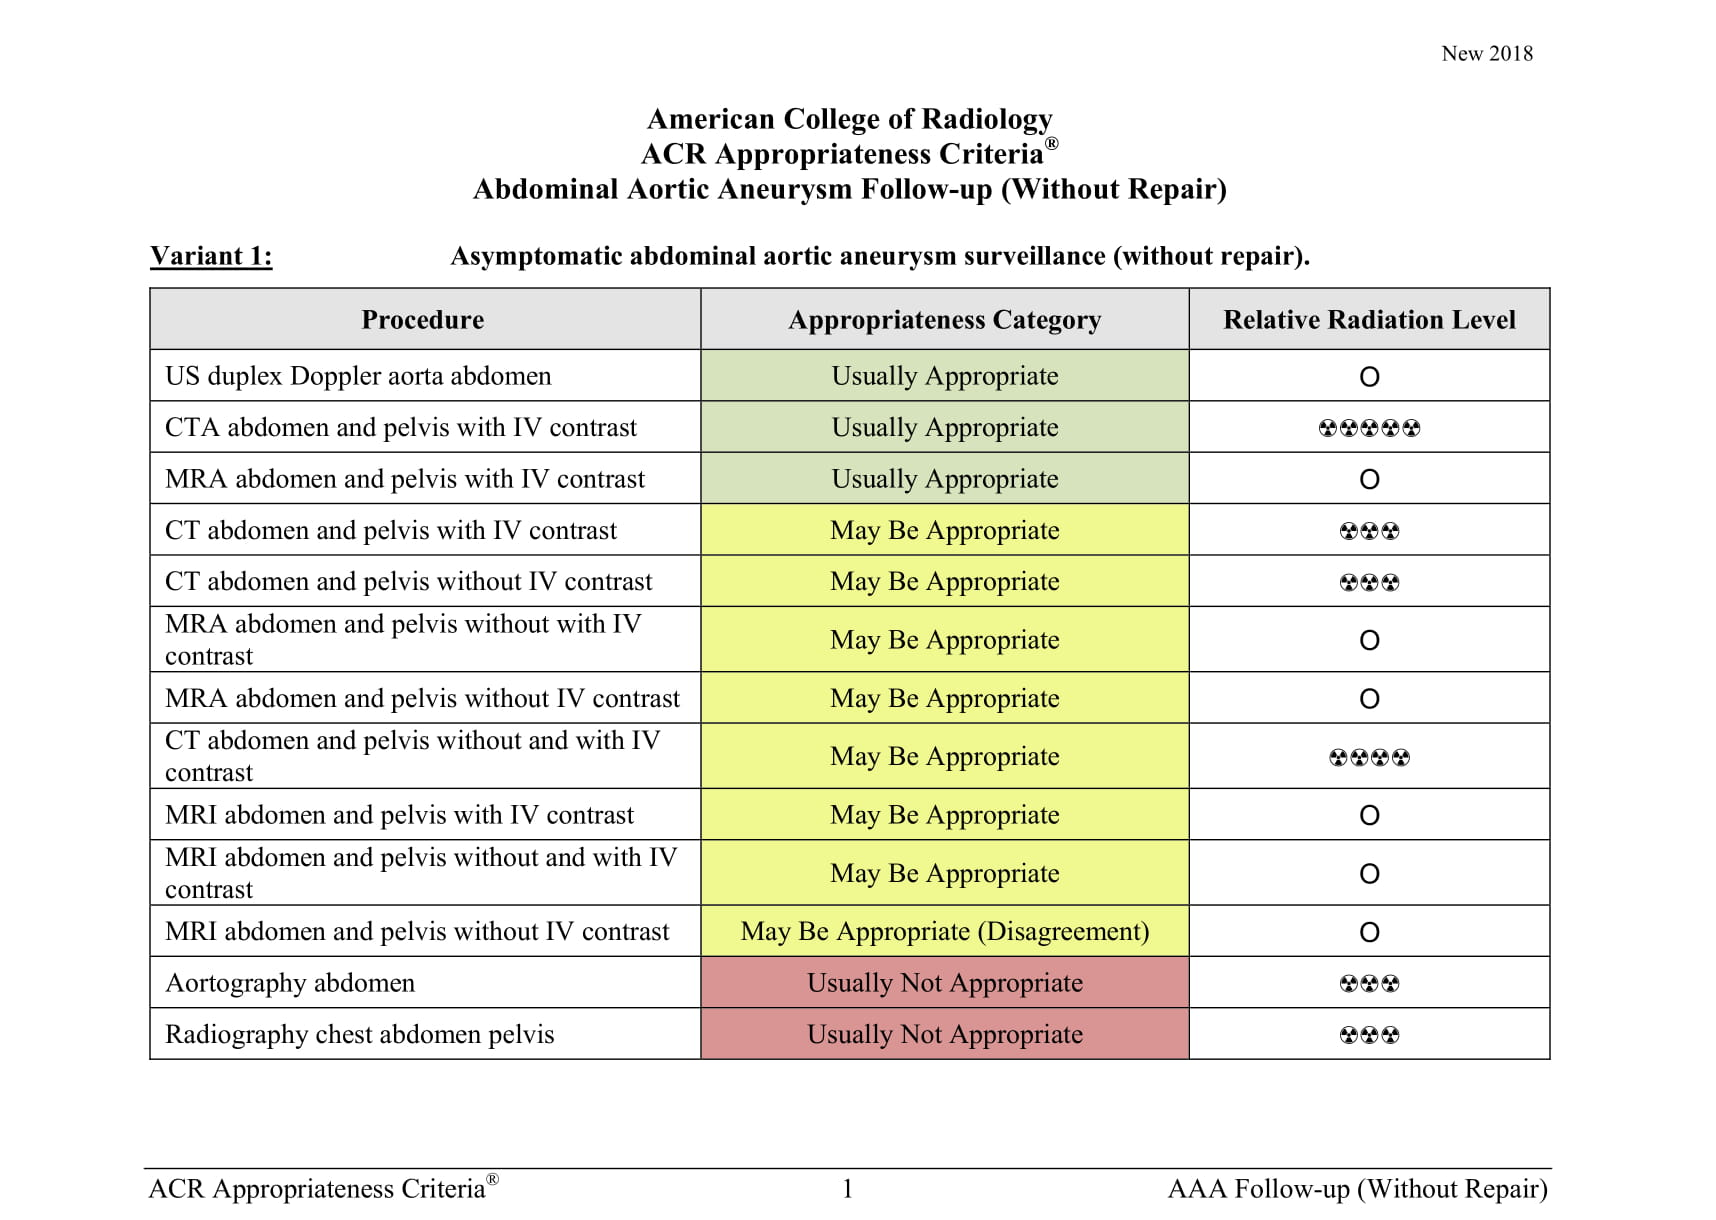 New 2018
American College of Radiology
ACR Appropriateness Criteria®
Abdominal Aortic Aneurysm Follow-up (Without Repair)
Variant 1: Asymptomatic abdominal aortic aneurysm surveillance (without repair).
Procedure Appropriateness Category Relative Radiation Level
US duplex Doppler aorta abdomen Usually Appropriate O
CTA abdomen and pelvis with IV contrast Usually Appropriate ☢☢☢☢☢
MRA abdomen and pelvis with IV contrast Usually Appropriate O
CT abdomen and pelvis with IV contrast May Be Appropriate ☢☢☢
CT abdomen and pelvis without IV contrast May Be Appropriate ☢☢☢
MRA abdomen and pelvis without with IV
contrast May Be Appropriate O
MRA abdomen and pelvis without IV contrast May Be Appropriate O
CT abdomen and pelvis without and with IV
contrast May Be Appropriate ☢☢☢☢
MRI abdomen and pelvis with IV contrast May Be Appropriate O
MRI abdomen and pelvis without and with IV
contrast May Be Appropriate O
MRI abdomen and pelvis without IV contrast May Be Appropriate (Disagreement) O
Aortography abdomen Usually Not Appropriate ☢☢☢
Radiography chest abdomen pelvis Usually Not Appropriate ☢☢☢
ACR Appropriateness Criteria® 1 AAA Follow-up (Without Repair)